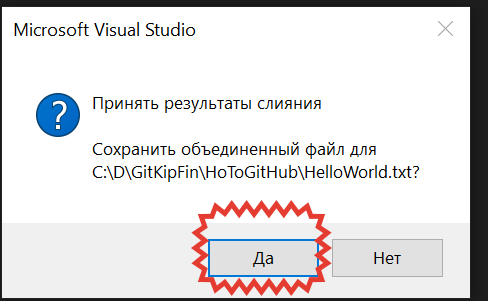 Microsoft Visual Studio
Принять результаты слияния
Сохранить объединенный файл для
C:\D\GitKipFin\HoToGitHub\HelloWorld.txt?
Да
Нет